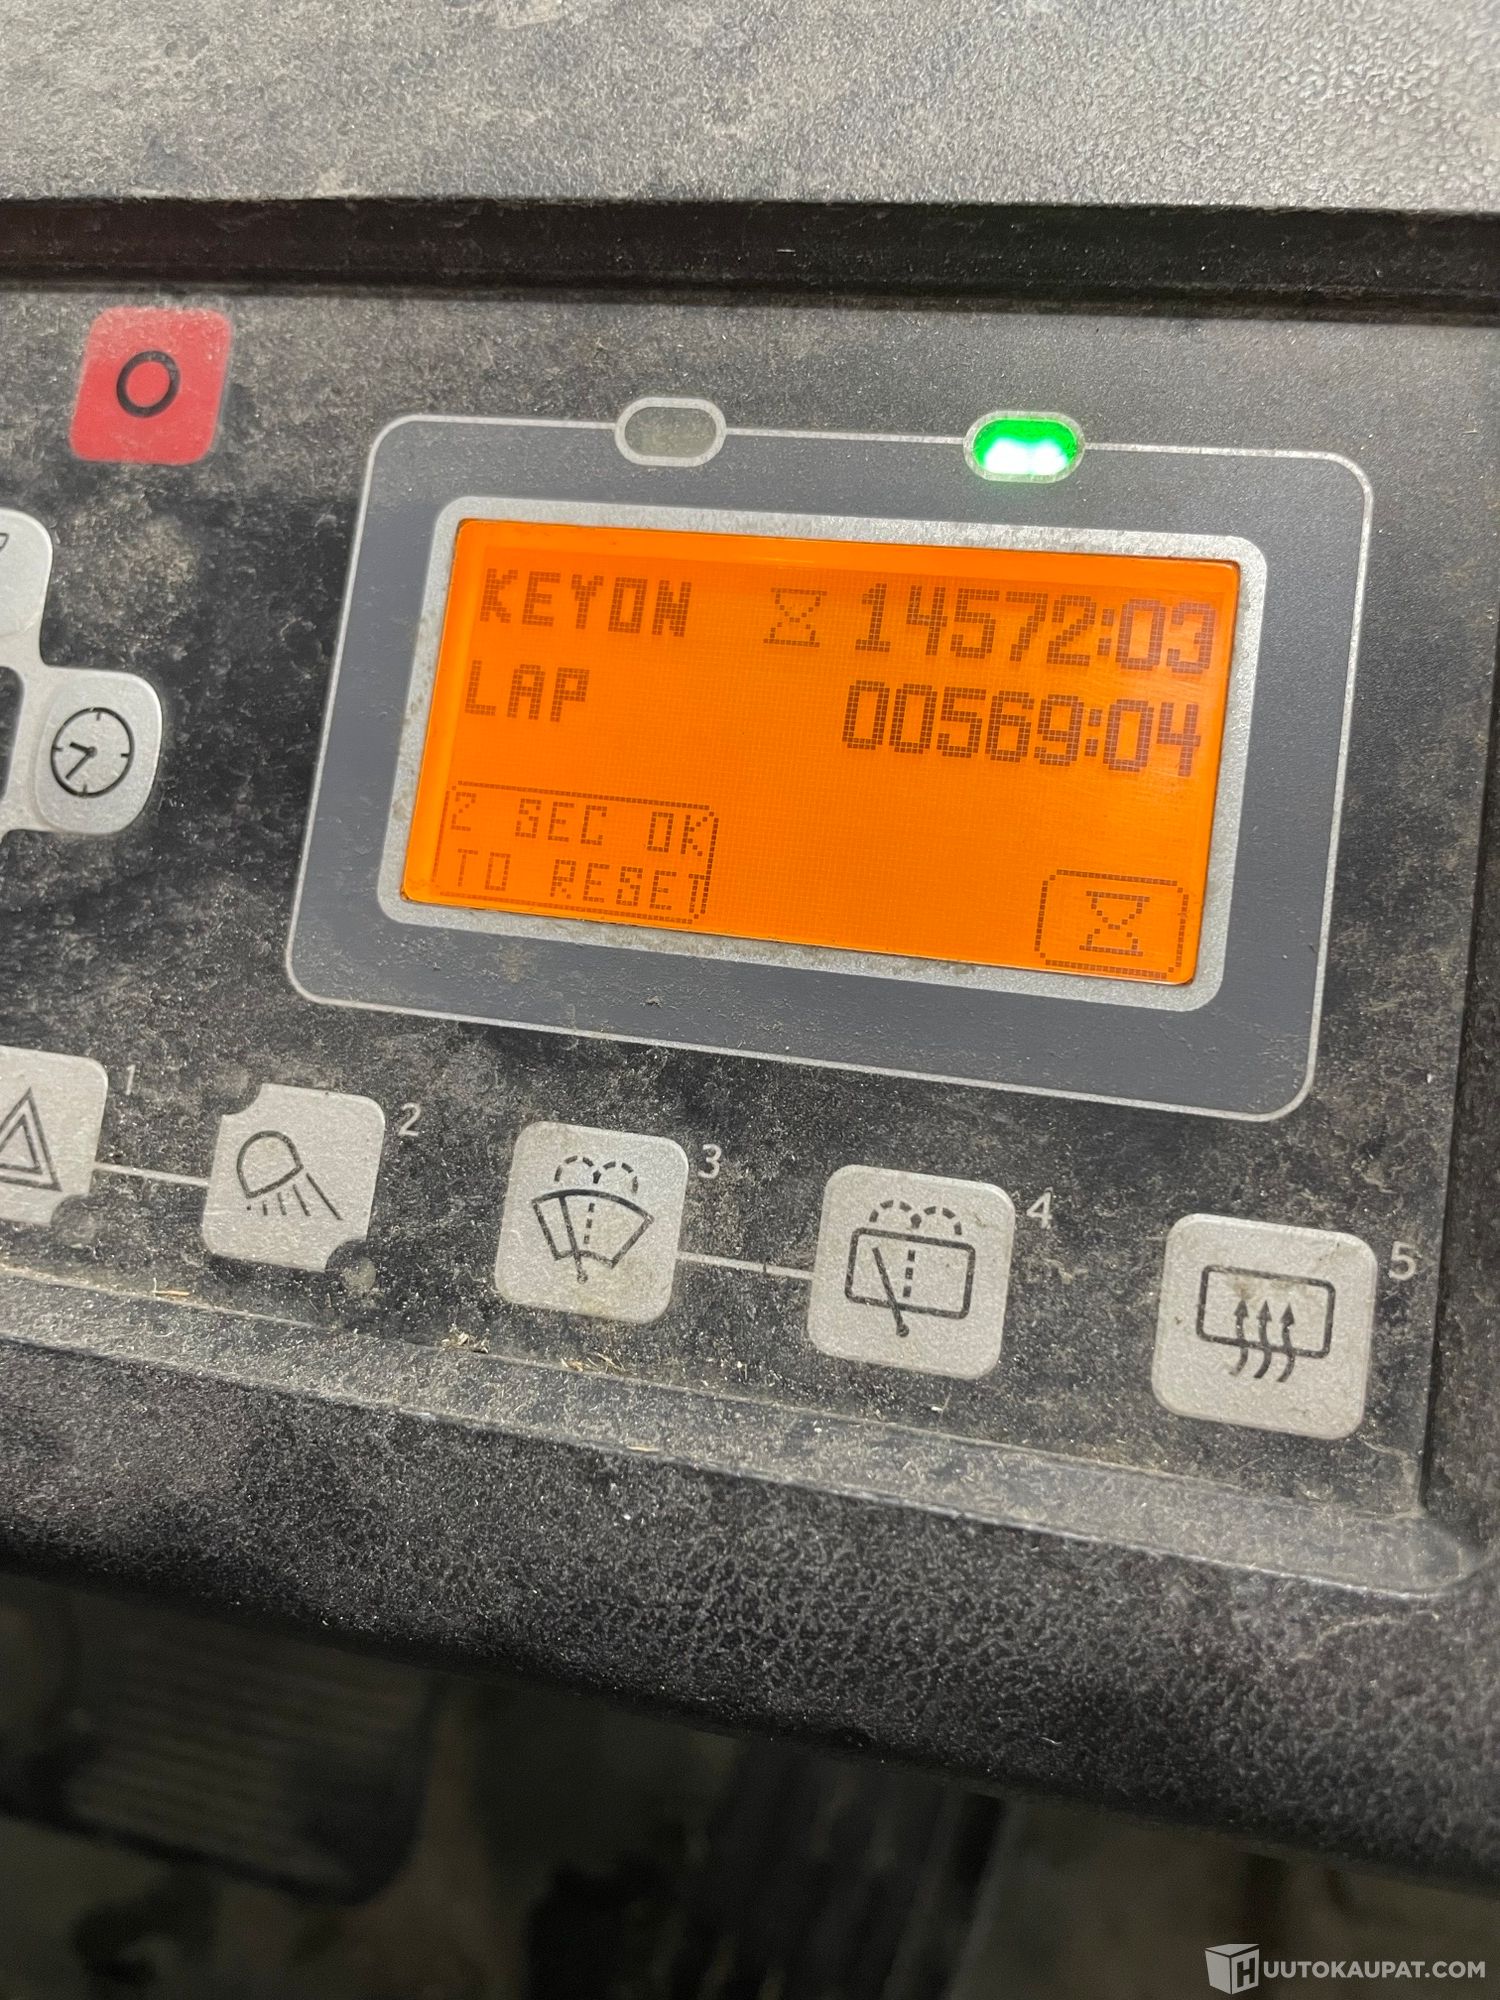 KEYON 14572:03
LAP 00569:04
2 SEC OK
TO RESET
1
2
3
4
5
HUUTOKAUPAT.COM